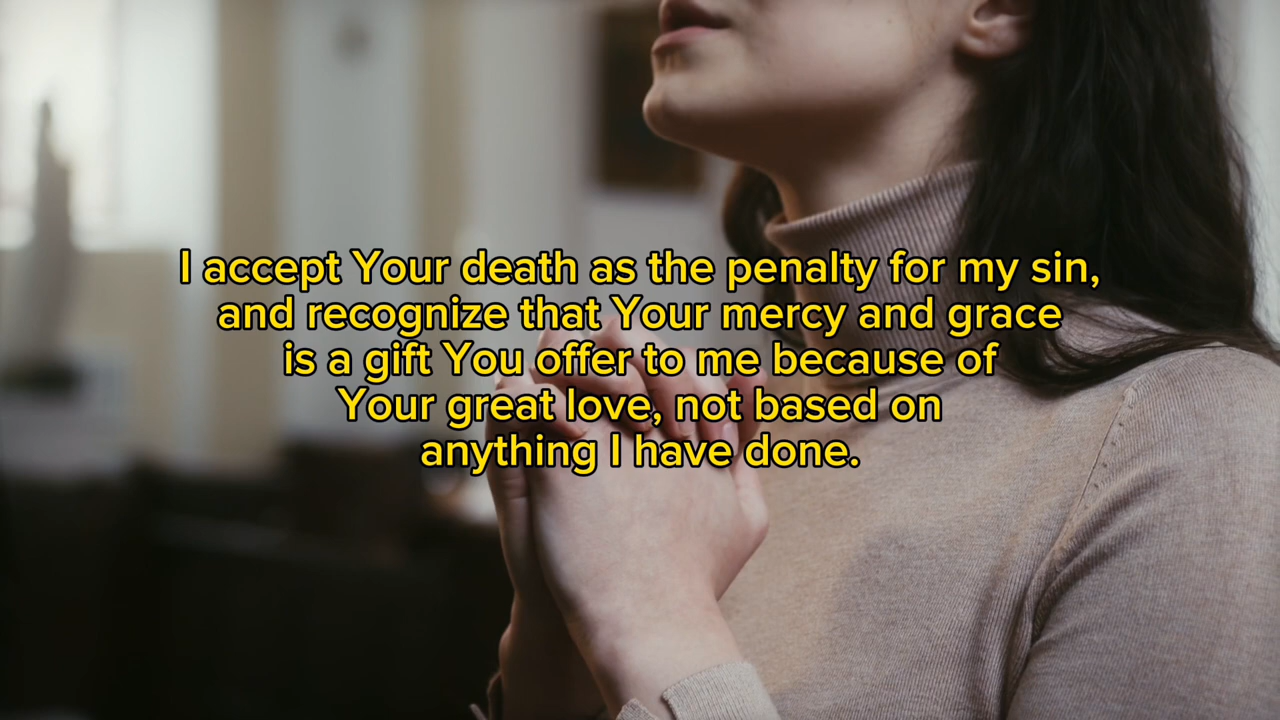 I accept Your death as the penalty for my sin,
and recognize that Your mercy and grace
is a gift You offer to me because of
Your great love, not based on
anything I have done.